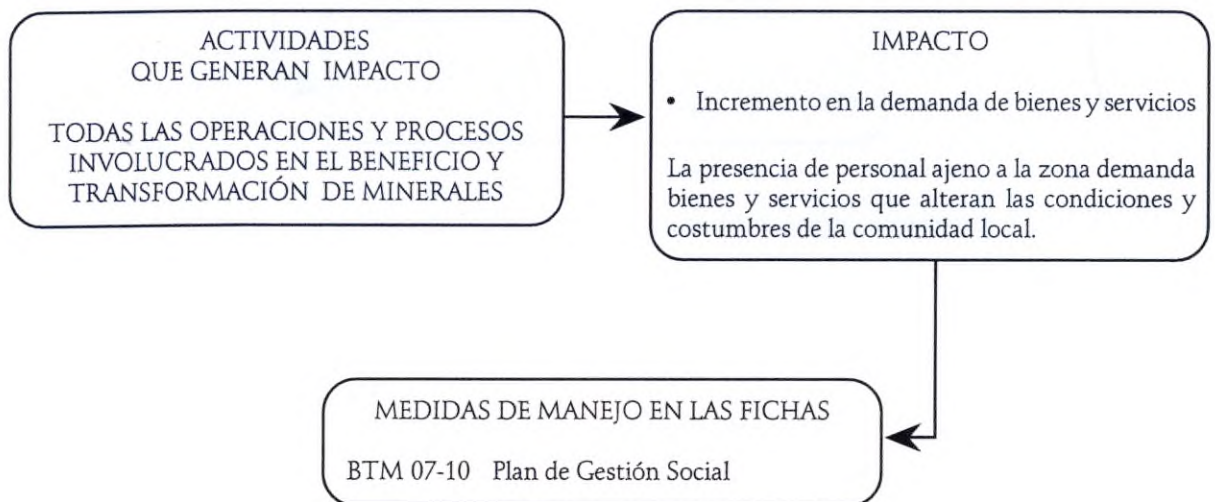 ACTIVIDADES
QUE GENERAN IMPACTO
TODAS LAS OPERACIONES Y PROCESOS
INVOLUCRADOS EN EL BENEFICIO Y
TRANSFORMACIÓN DE MINERALES
IMPACTO
• Incremento en la demanda de bienes y servicios
La presencia de personal ajeno a la zona demanda
bienes y servicios que alteran las condiciones y
costumbres de la comunidad local.
MEDIDAS DE MANEJO EN LAS FICHAS
BTM 07-10 Plan de Gestión Social